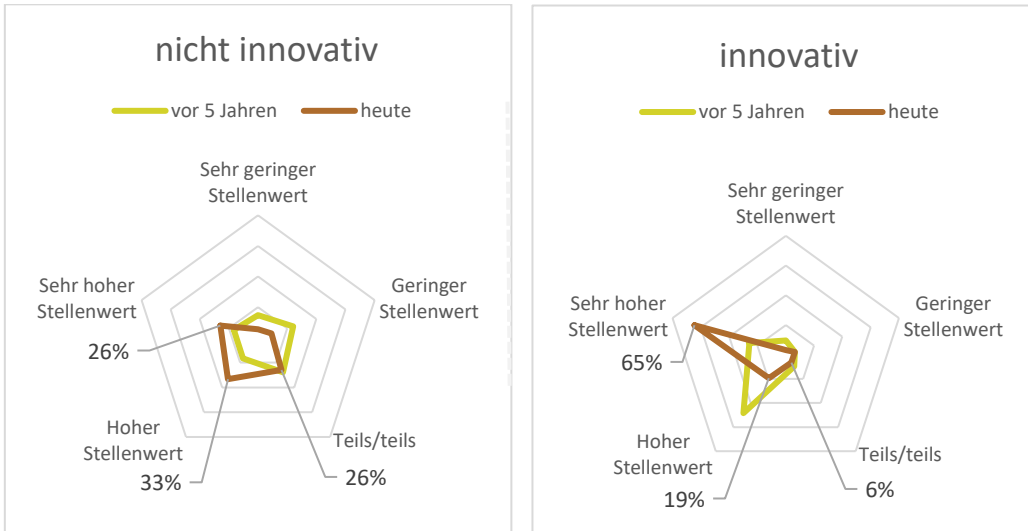 nicht innovativ
vor 5 Jahren
heute
Sehr geringer
Stellenwert
Sehr hoher
Stellenwert
Geringer
Stellenwert
26%
Hoher
Stellenwert
Teils/teils
33%
26%
innovativ
vor 5 Jahren
heute
Sehr geringer
Stellenwert
Sehr hoher
Stellenwert
Geringer
Stellenwert
65%
Hoher
Stellenwert
Teils/teils
19%
6%